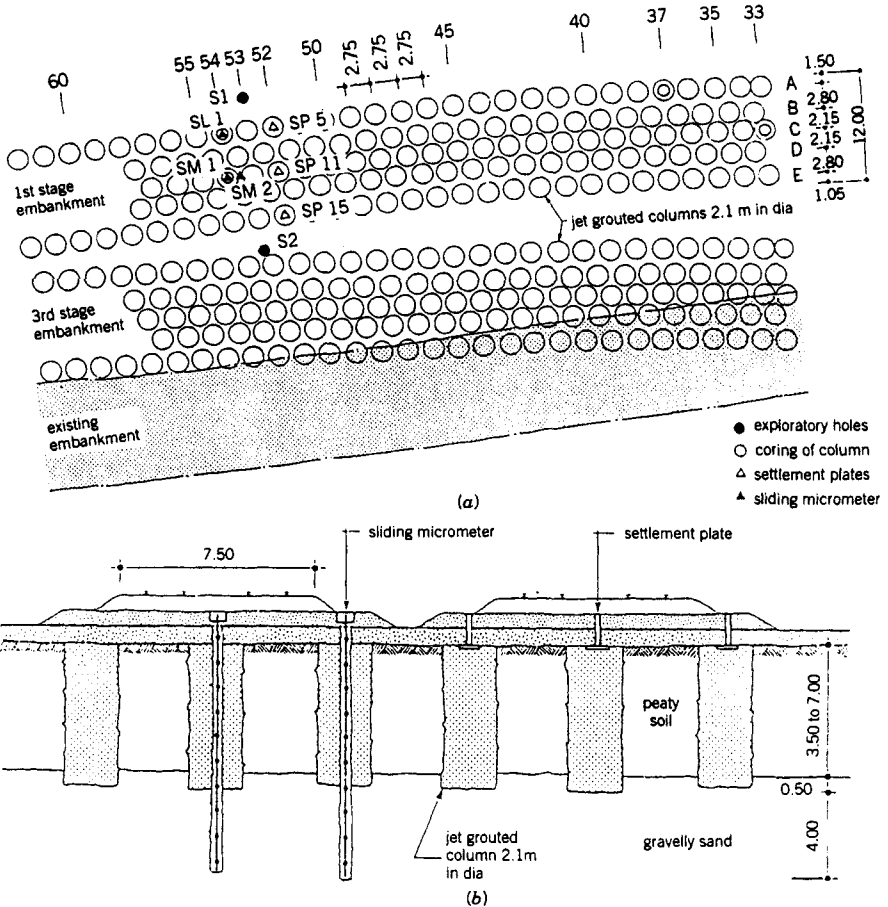 60
55 54 53 52
50
2.75
2.75
2.75
45
40
37
35
33
S1
SL 1
SP 5
SM 1
SP 11
SM 2
SP 15
S2
A
B
C
D
E
1.50
2.80
2.15
2.15
2.80
1.05
12.00
1st stage
embankment
jet grouted columns 2.1 m in dia
3rd stage
embankment
existing
embankment
exploratory holes
coring of column
settlement plates
sliding micrometer
(a)
sliding micrometer
settlement plate
7.50
peaty
soil
3.50 to 7.00
0.50
4.00
jet grouted
column 2.1m
in dia
gravelly sand
(b)